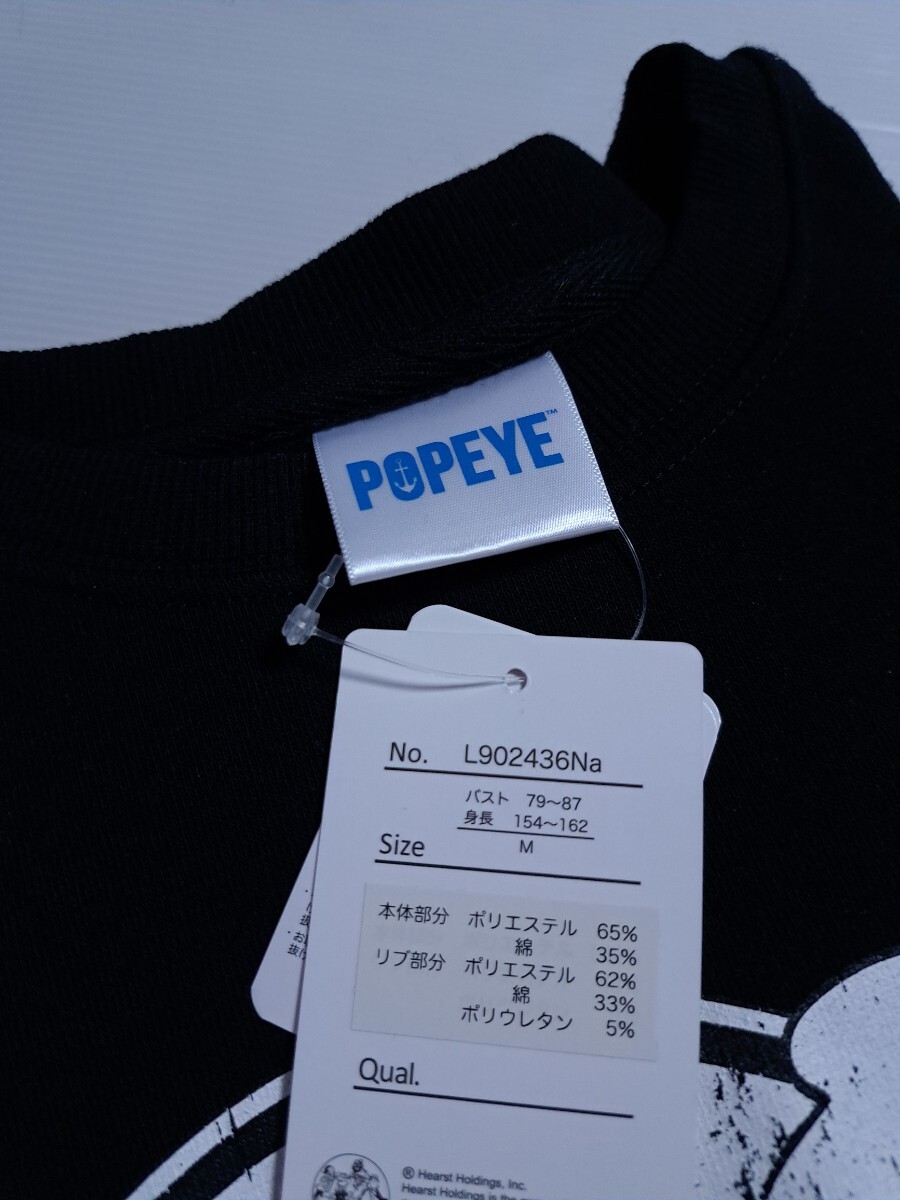 POPEYE™
No. L902436Na
バスト 79〜87
身長 154〜162
Size M
本体部分 ポリエステル 65%
綿 35%
リブ部分 ポリエステル 62%
綿 33%
ポリウレタン 5%
Qual.
® Hearst Holdings, Inc.
Hearst Holdings is the